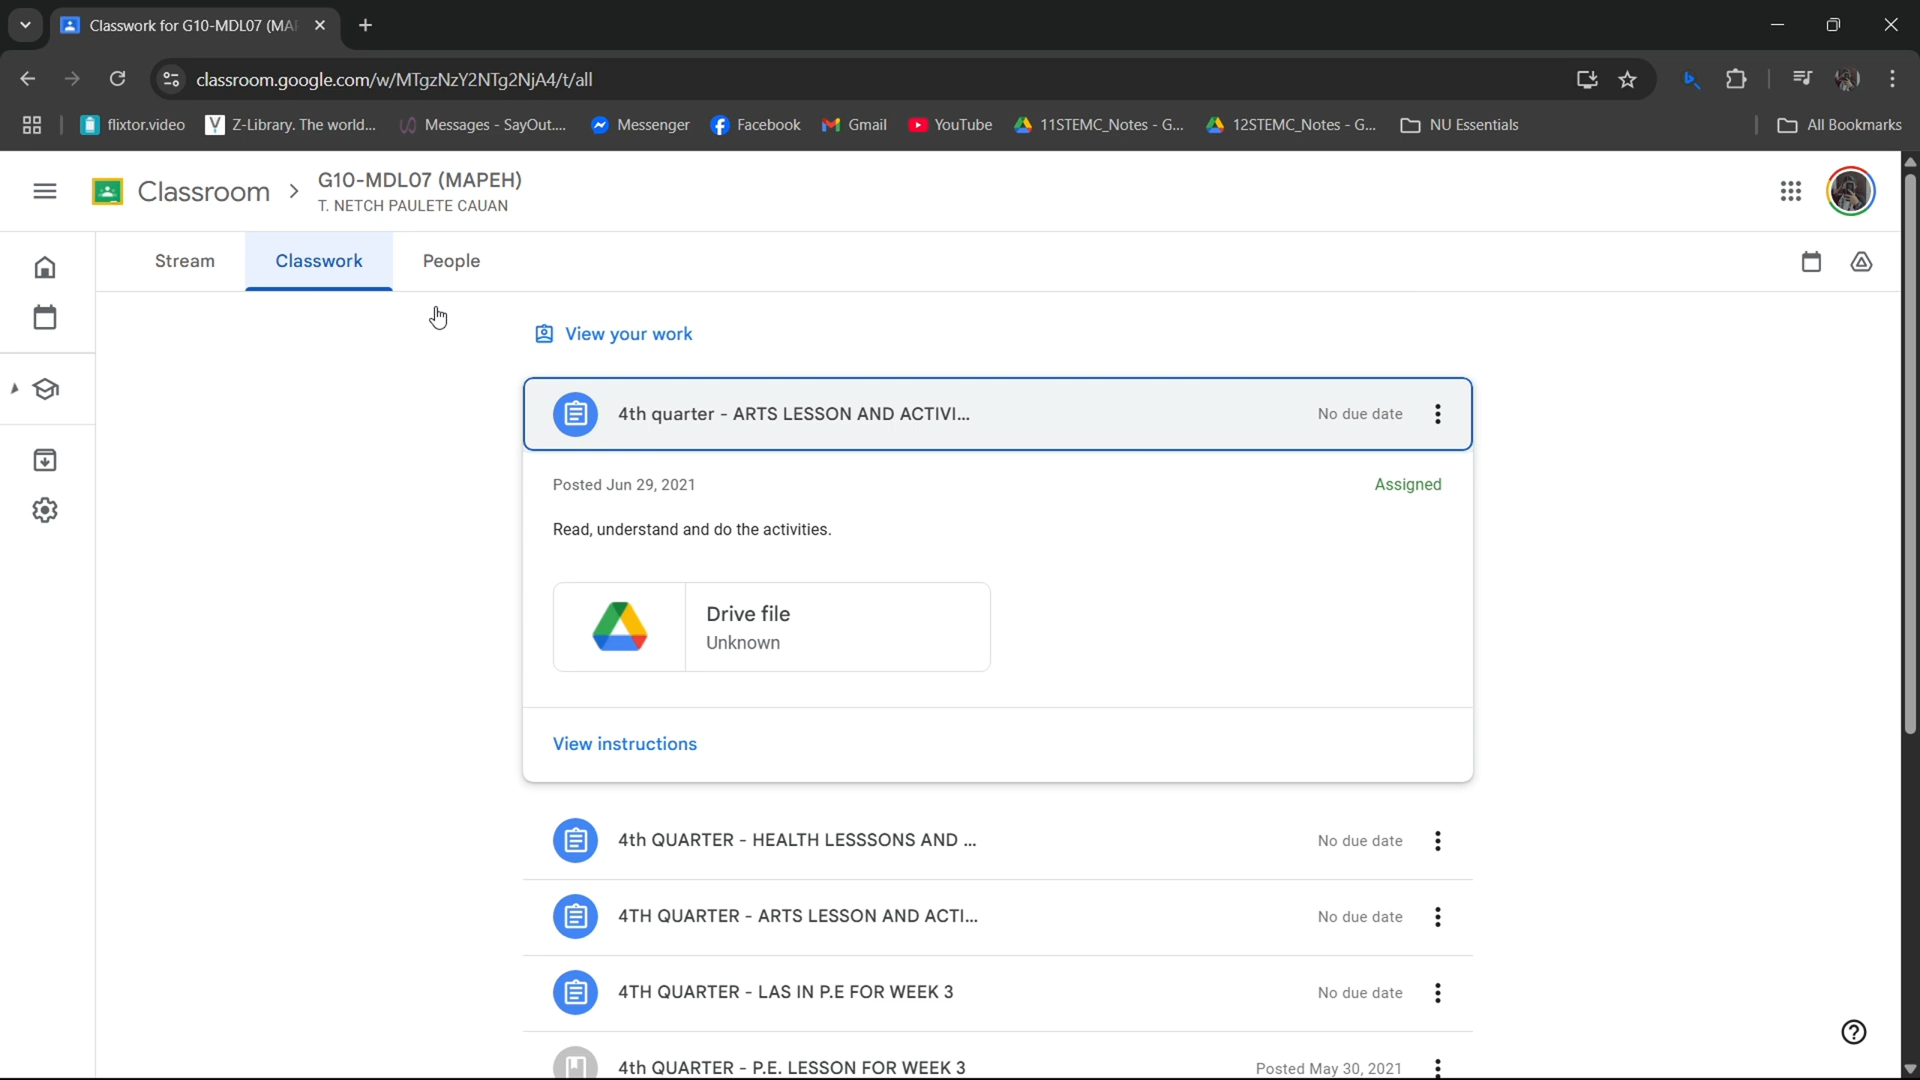 Classwork for G10-MDL07 (MAI
classroom.google.com/w/MTgzNzY2NTg2NjA4/t/all
flixtor.video
Z-Library. The world...
Messages - SayOut....
Messenger
Facebook
Gmail
YouTube
11STEMC_Notes - G...
12STEMC_Notes - G...
NU Essentials
All Bookmarks
Classroom
G10-MDL07 (MAPEH)
T. NETCH PAULETE CAUAN
Stream
Classwork
People
View your work
4th quarter - ARTS LESSON AND ACTIVI...
No due date
Posted Jun 29, 2021
Assigned
Read, understand and do the activities.
Drive file
Unknown
View instructions
4th QUARTER - HEALTH LESSSONS AND ...
No due date
4TH QUARTER - ARTS LESSON AND ACTI...
No due date
4TH QUARTER - LAS IN P.E FOR WEEK 3
No due date
4th QUARTER - P.E. LESSON FOR WEEK 3
Posted May 30, 2021